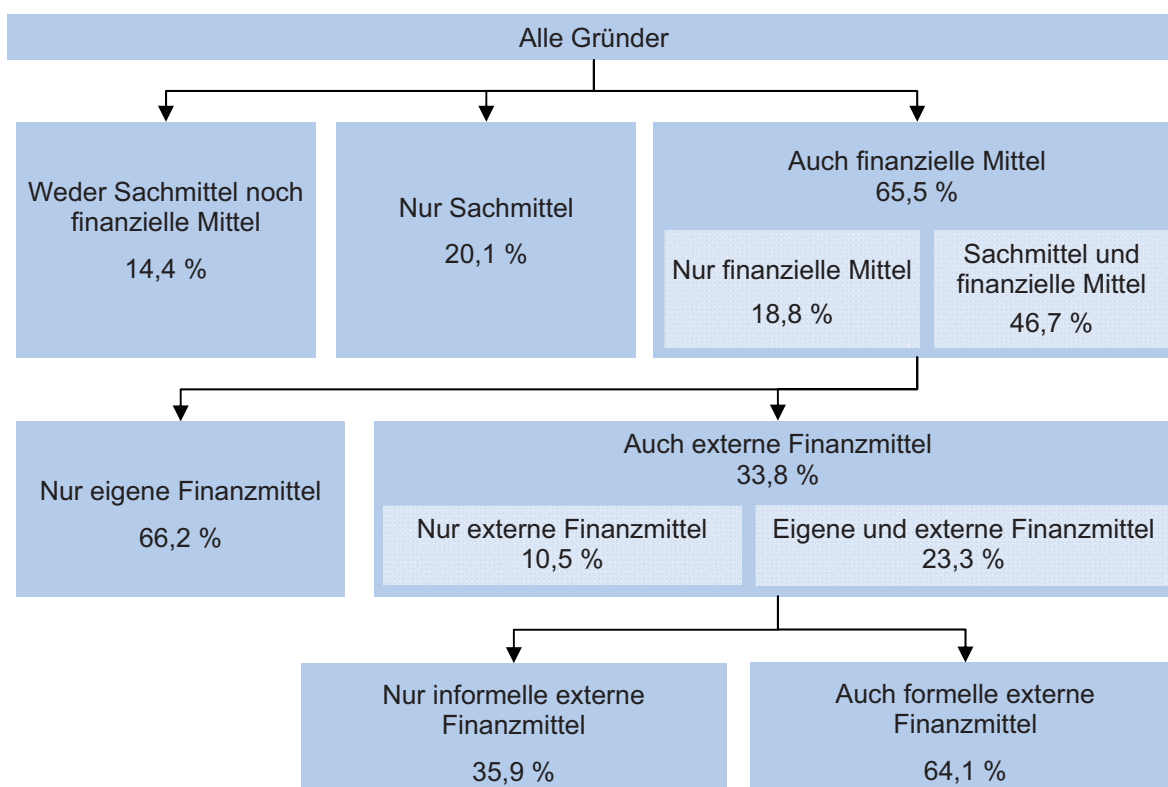 Alle Gründer
Weder Sachmittel noch
finanzielle Mittel
14,4 %
Nur Sachmittel
20,1 %
Auch finanzielle Mittel
65,5 %
Nur finanzielle Mittel
18,8 %
Sachmittel und
finanzielle Mittel
46,7 %
Nur eigene Finanzmittel
66,2 %
Auch externe Finanzmittel
33,8 %
Nur externe Finanzmittel
10,5 %
Eigene und externe Finanzmittel
23,3 %
Nur informelle externe
Finanzmittel
35,9 %
Auch formelle externe
Finanzmittel
64,1 %